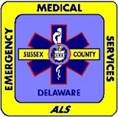 MEDICAL
EMERGENCY
SERVICES
SUSSEX COUNTY
DELAWARE
ALS